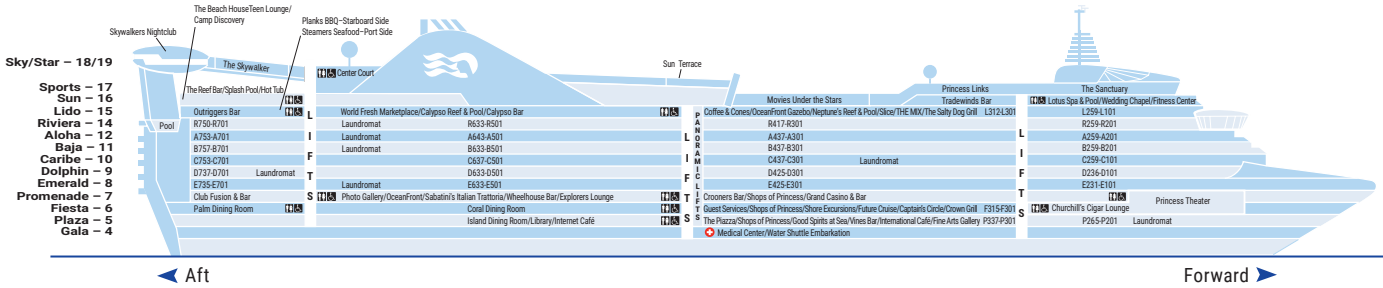 The Beach HouseTeen Lounge/
Camp Discovery
Skywalkers Nightclub
Planks BBQ–Starboard Side
Steamers Seafood–Port Side
Sky/Star – 18/19
The Skywalker
Center Court
Sun Terrace
Sports – 17
The Reef Bar/Splash Pool/Hot Tub
Princess Links
The Sanctuary
Sun – 16
Movies Under the Stars
Tradewinds Bar
Lotus Spa & Pool/Wedding Chapel/Fitness Center
Lido – 15
Outriggers Bar
World Fresh Marketplace/Calypso Reef & Pool/Calypso Bar
Coffee & Cones/OceanFront Gazebo/Neptune's Reef & Pool/Slice/THE MIX/The Salty Dog Grill L312-L301
L259-L101
Riviera – 14
Pool
R750-R701
Laundromat
R633-R501
R417-R301
R259-R201
Aloha – 12
A753-A701
Laundromat
A643-A501
A437-A301
A259-A201
Baja – 11
B757-B701
Laundromat
B633-B501
B437-B301
B259-B201
Caribe – 10
C753-C701
C637-C501
C437-C301
Laundromat
C259-C101
Dolphin – 9
D737-D701
Laundromat
D633-D501
D425-D301
D236-D101
Emerald – 8
E735-E701
Laundromat
E633-E501
E425-E301
E231-E101
Promenade – 7
Club Fusion & Bar
Photo Gallery/OceanFront/Sabatini's Italian Trattoria/Wheelhouse Bar/Explorers Lounge
Crooners Bar/Shops of Princess/Grand Casino & Bar
Princess Theater
Fiesta – 6
Palm Dining Room
Coral Dining Room
Guest Services/Shops of Princess/Shore Excursions/Future Cruise/Captain's Circle/Crown Grill F315-F301
Churchill's Cigar Lounge
Plaza – 5
Island Dining Room/Library/Internet Café
The Piazza/Shops of Princess/Good Spirits at Sea/Vines Bar/International Café/Fine Arts Gallery P337-P301
P265-P201
Laundromat
Gala – 4
Medical Center/Water Shuttle Embarkation
LIFTS
LIFTS
PANORAMIC LIFTS
LIFTS
Aft
Forward